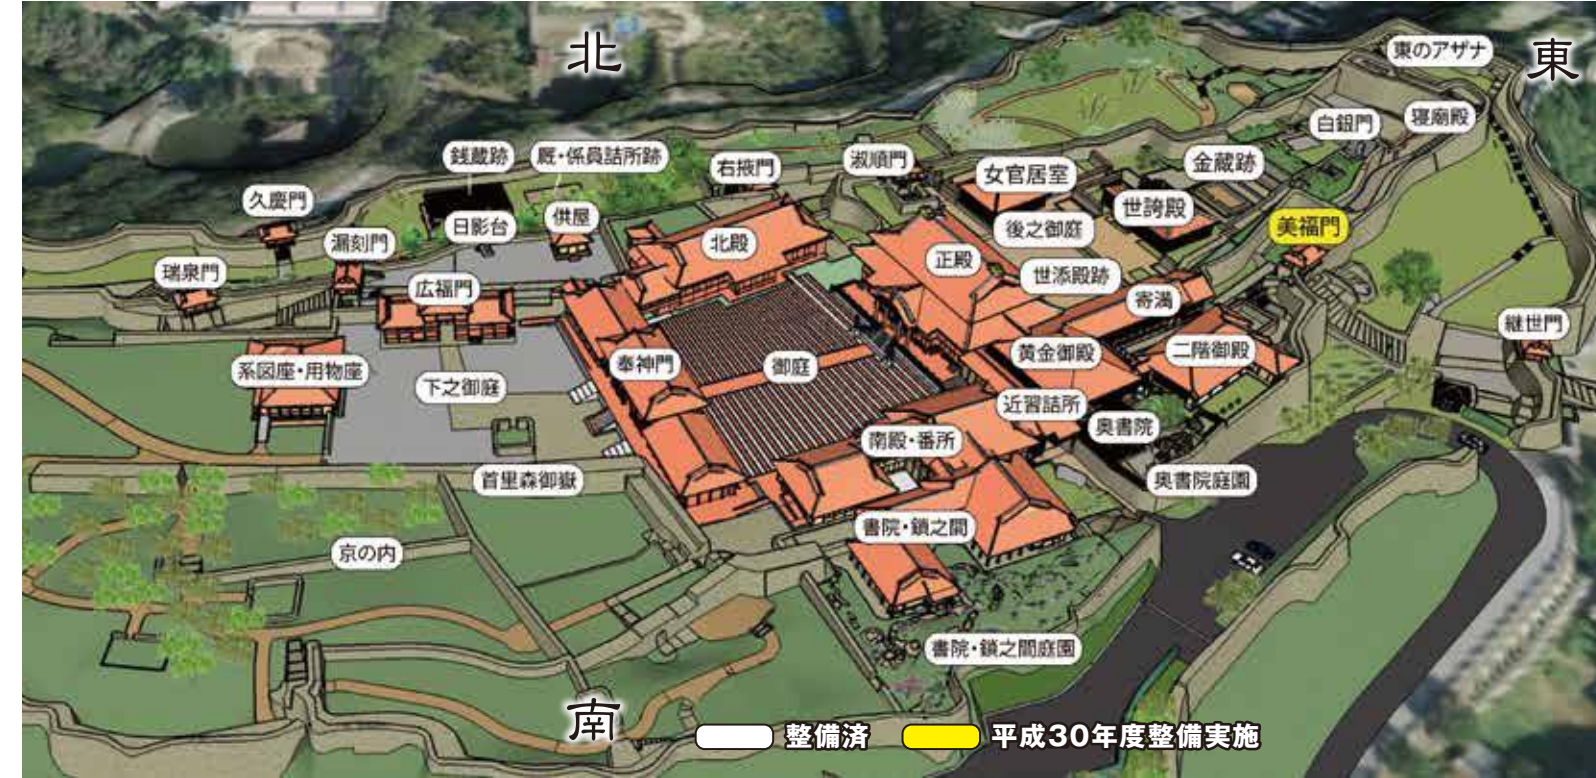 北
東
東のアザナ
白銀門
寝廟殿
銭蔵跡
厩・係員詰所跡
右掖門
淑順門
女官居室
金蔵跡
久慶門
日影台
供屋
世誇殿
漏刻門
北殿
後之御庭
美福門
瑞泉門
広福門
正殿
世添殿跡
寄満
継世門
系図座・用物座
下之御庭
奉神門
御庭
黄金御殿
二階御殿
近習詰所
奥書院
南殿・番所
首里森御嶽
奥書院庭園
書院・鎖之間
京の内
書院・鎖之間庭園
南
整備済
平成30年度整備実施